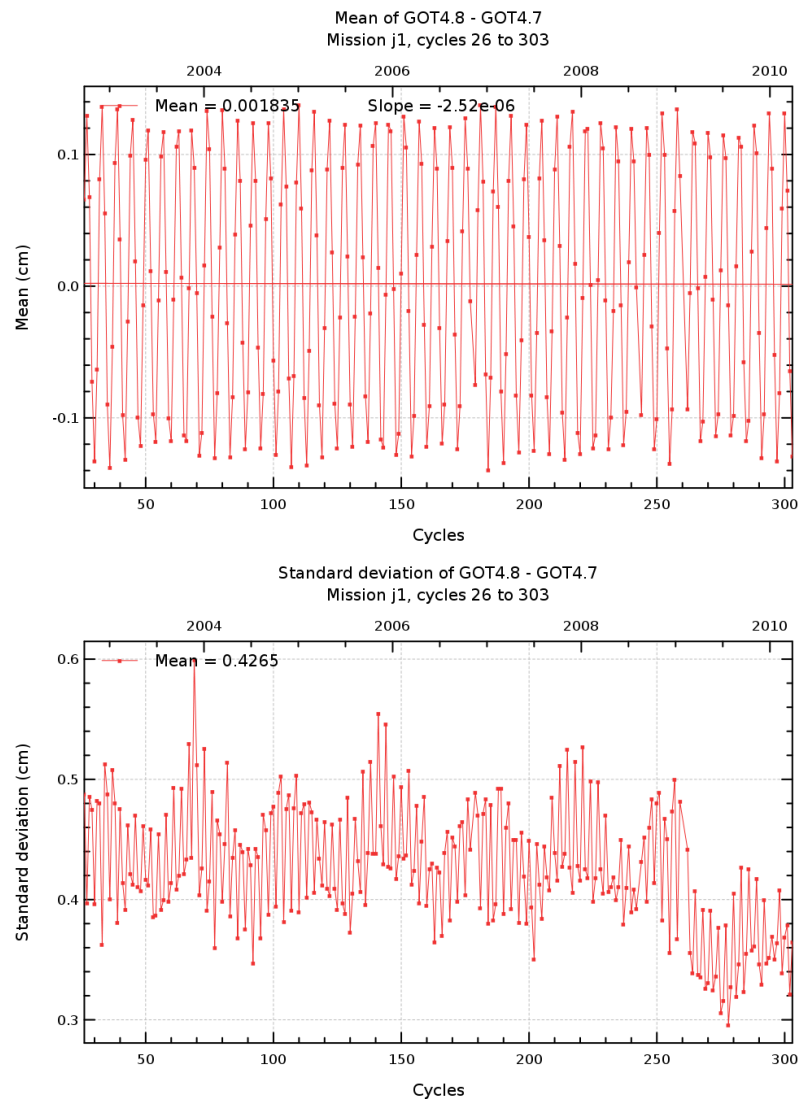 Mean of GOT4.8 - GOT4.7
Mission j1, cycles 26 to 303
2004 2006 2008 2010
Mean = 0.001835 Slope = -2.52e-06
0.1
0.0
-0.1
Mean (cm)
50 100 150 200 250 300
Cycles
Standard deviation of GOT4.8 - GOT4.7
Mission j1, cycles 26 to 303
2004 2006 2008 2010
0.6
Mean = 0.4265
0.5
0.4
0.3
Standard deviation (cm)
50 100 150 200 250 300
Cycles